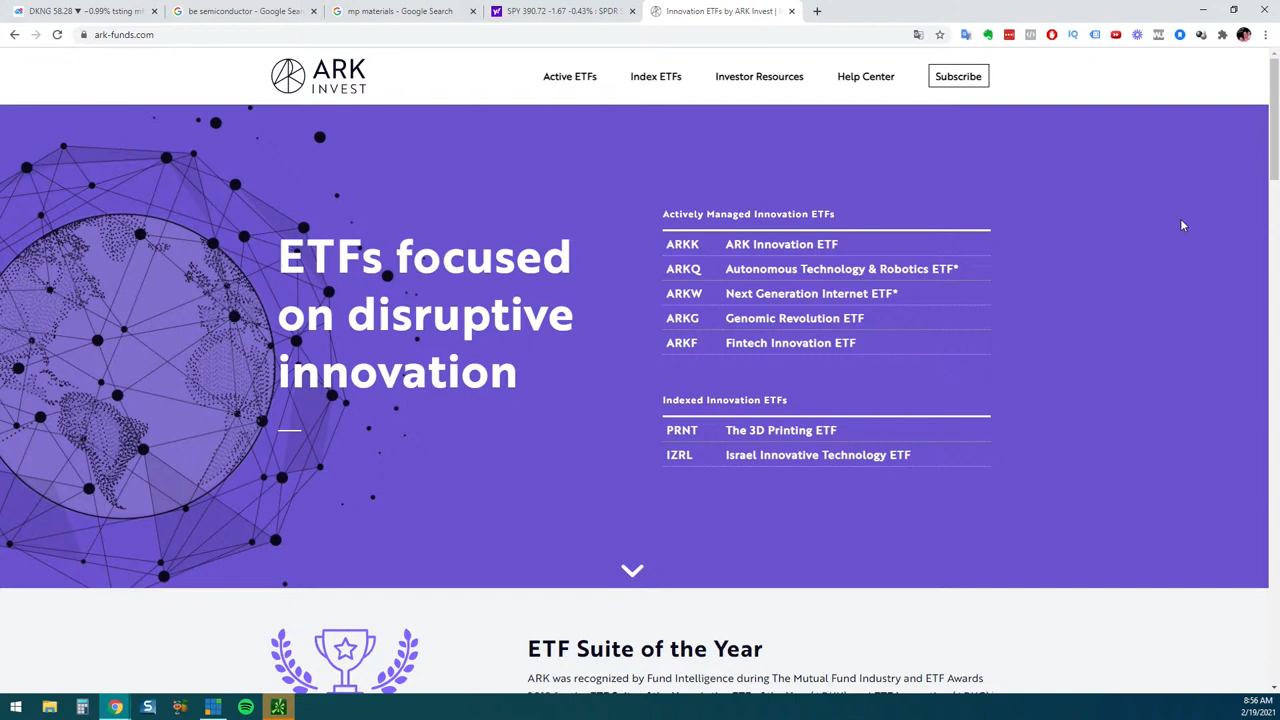 DKNG 58.28 ▼ −0.99%
be semiconductor - Google Sear
mp materials - Google Search
SPY 390.72 -1.67 -0.43% : SPDR S
Innovation ETFs by ARK Invest |
ark-funds.com
ARK
INVEST
Active ETFs
Index ETFs
Investor Resources
Help Center
Subscribe
ETFs focused
on disruptive
innovation
Actively Managed Innovation ETFs
ARKK ARK Innovation ETF
ARKQ Autonomous Technology & Robotics ETF*
ARKW Next Generation Internet ETF*
ARKG Genomic Revolution ETF
ARKF Fintech Innovation ETF
Indexed Innovation ETFs
PRNT The 3D Printing ETF
IZRL Israel Innovative Technology ETF
ETF Suite of the Year
ARK was recognized by Fund Intelligence during The Mutual Fund Industry and ETF Awards
8:56 AM
2/19/2021